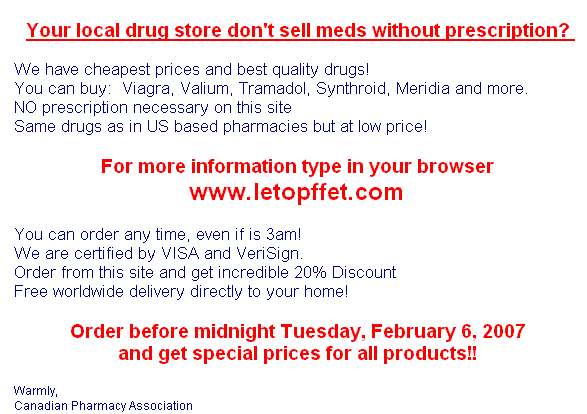 Your local drug store don't sell meds without prescription?
We have cheapest prices and best quality drugs!
You can buy: Viagra, Valium, Tramadol, Synthroid, Meridia and more.
NO prescription necessary on this site
Same drugs as in US based pharmacies but at low price!
For more information type in your browser
www.letopffet.com
You can order any time, even if is 3am!
We are certified by VISA and VeriSign.
Order from this site and get incredible 20% Discount
Free worldwide delivery directly to your home!
Order before midnight Tuesday, February 6, 2007
and get special prices for all products!!
Warmly,
Canadian Pharmacy Association